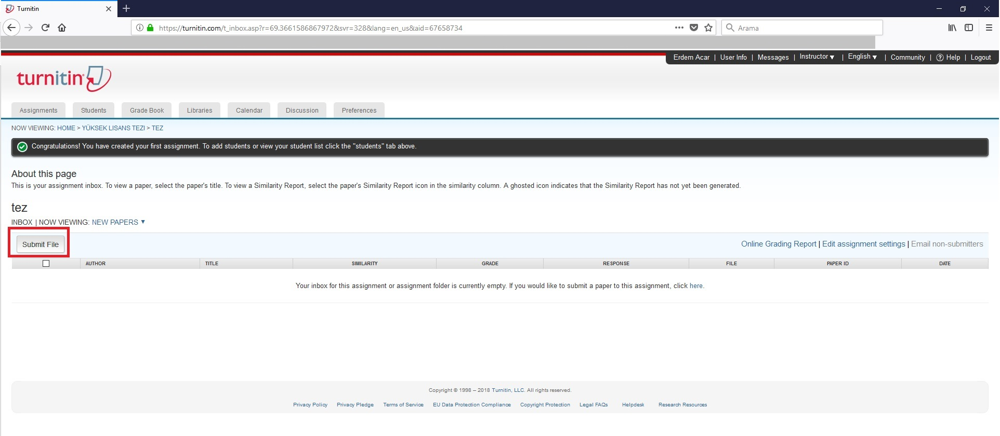 Turnitin
https://turnitin.com/t_inbox.asp?r=69.3661586867972&svr=328&lang=en_us&aid=67658734
Arama
Erdem Acar | User Info | Messages | Instructor ▼ | English ▼ | Community | ? Help | Logout
turnitin
Assignments Students Grade Book Libraries Calendar Discussion Preferences
NOW VIEWING: HOME > YÜKSEK LISANS TEZI > TEZ
Congratulations! You have created your first assignment. To add students or view your student list click the "students" tab above.
About this page
This is your assignment inbox. To view a paper, select the paper's title. To view a Similarity Report, select the paper's Similarity Report icon in the similarity column. A ghosted icon indicates that the Similarity Report has not yet been generated.
tez
INBOX | NOW VIEWING: NEW PAPERS ▼
Submit File
Online Grading Report | Edit assignment settings | Email non-submitters
AUTHOR TITLE SIMILARITY GRADE RESPONSE FILE PAPER ID DATE
Your inbox for this assignment or assignment folder is currently empty. If you would like to submit a paper to this assignment, click here.
Copyright © 1998 – 2018 Turnitin, LLC. All rights reserved.
Privacy Policy Privacy Pledge Terms of Service EU Data Protection Compliance Copyright Protection Legal FAQs Helpdesk Research Resources